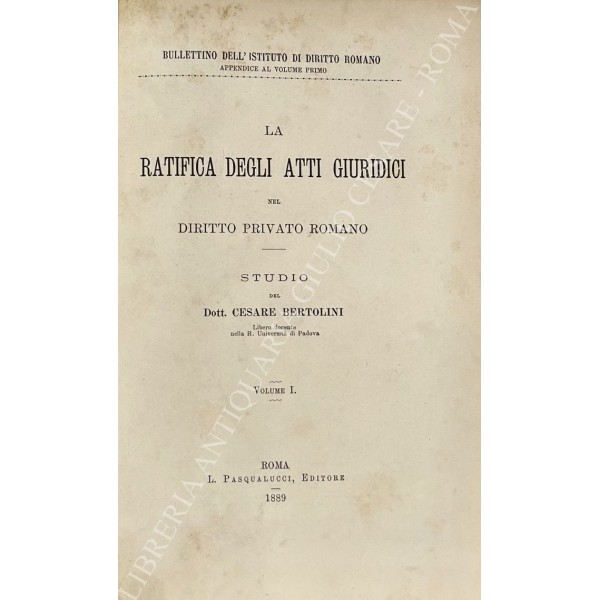 BULLETTINO DELL' ISTITUTO DI DIRITTO ROMANO
APPENDICE AL VOLUME PRIMO
LA
RATIFICA DEGLI ATTI GIURIDICI
NEL
DIRITTO PRIVATO ROMANO
STUDIO
DEL
Dott. CESARE BERTOLINI
Libero docente
nella R. Università di Padova
VOLUME I.
ROMA
L. PASQUALUCCI, EDITORE
1889
LIBRERIA ANTIQUARIA GIULIO CESARE - ROMA